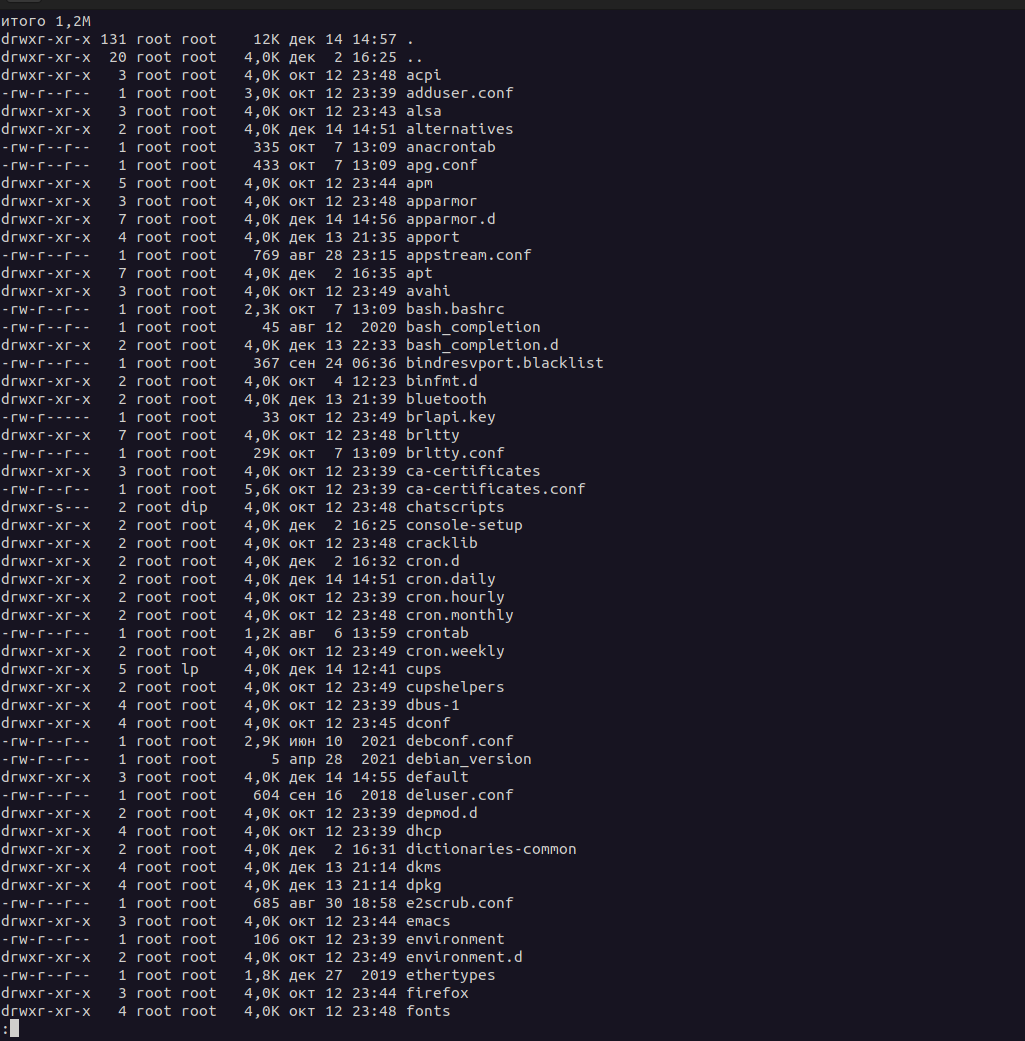 итого 1,2M
drwxr-xr-x 131 root root    12K дек 14 14:57 .
drwxr-xr-x  20 root root   4,0K дек  2 16:25 ..
drwxr-xr-x   3 root root   4,0K окт 12 23:48 acpi
-rw-r--r--   1 root root   3,0K окт 12 23:39 adduser.conf
drwxr-xr-x   3 root root   4,0K окт 12 23:43 alsa
drwxr-xr-x   2 root root   4,0K дек 14 14:51 alternatives
-rw-r--r--   1 root root    335 окт  7 13:09 anacrontab
-rw-r--r--   1 root root    433 окт  7 13:09 apg.conf
drwxr-xr-x   5 root root   4,0K окт 12 23:44 apm
drwxr-xr-x   3 root root   4,0K окт 12 23:48 apparmor
drwxr-xr-x   7 root root   4,0K дек 14 14:56 apparmor.d
drwxr-xr-x   4 root root   4,0K дек 13 21:35 apport
-rw-r--r--   1 root root    769 авг 28 23:15 appstream.conf
drwxr-xr-x   7 root root   4,0K дек  2 16:35 apt
drwxr-xr-x   3 root root   4,0K окт 12 23:49 avahi
-rw-r--r--   1 root root   2,3K окт  7 13:09 bash.bashrc
-rw-r--r--   1 root root     45 авг 12  2020 bash_completion
drwxr-xr-x   2 root root   4,0K дек 13 22:33 bash_completion.d
-rw-r--r--   1 root root    367 сен 24 06:36 bindresvport.blacklist
drwxr-xr-x   2 root root   4,0K окт  4 12:23 binfmt.d
drwxr-xr-x   2 root root   4,0K дек 13 21:39 bluetooth
-rw-r-----   1 root root     33 окт 12 23:49 brlapi.key
drwxr-xr-x   7 root root   4,0K окт 12 23:48 brltty
-rw-r--r--   1 root root    29K окт  7 13:09 brltty.conf
drwxr-xr-x   3 root root   4,0K окт 12 23:39 ca-certificates
-rw-r--r--   1 root root   5,6K окт 12 23:39 ca-certificates.conf
drwxr-s---   2 root dip    4,0K окт 12 23:48 chatscripts
drwxr-xr-x   2 root root   4,0K дек  2 16:25 console-setup
drwxr-xr-x   2 root root   4,0K окт 12 23:48 cracklib
drwxr-xr-x   2 root root   4,0K дек  2 16:32 cron.d
drwxr-xr-x   2 root root   4,0K дек 14 14:51 cron.daily
drwxr-xr-x   2 root root   4,0K окт 12 23:39 cron.hourly
drwxr-xr-x   2 root root   4,0K окт 12 23:48 cron.monthly
-rw-r--r--   1 root root   1,2K авг  6 13:59 crontab
drwxr-xr-x   2 root root   4,0K окт 12 23:49 cron.weekly
drwxr-xr-x   5 root lp     4,0K дек 14 12:41 cups
drwxr-xr-x   2 root root   4,0K окт 12 23:49 cupshelpers
drwxr-xr-x   4 root root   4,0K окт 12 23:39 dbus-1
drwxr-xr-x   4 root root   4,0K окт 12 23:45 dconf
-rw-r--r--   1 root root   2,9K июн 10  2021 debconf.conf
-rw-r--r--   1 root root      5 апр 28  2021 debian_version
drwxr-xr-x   3 root root   4,0K дек 14 14:55 default
-rw-r--r--   1 root root    604 сен 16  2018 deluser.conf
drwxr-xr-x   2 root root   4,0K окт 12 23:39 depmod.d
drwxr-xr-x   4 root root   4,0K окт 12 23:39 dhcp
drwxr-xr-x   2 root root   4,0K дек  2 16:31 dictionaries-common
drwxr-xr-x   4 root root   4,0K дек 13 21:14 dkms
drwxr-xr-x   4 root root   4,0K дек 13 21:14 dpkg
-rw-r--r--   1 root root    685 авг 30 18:58 e2scrub.conf
drwxr-xr-x   3 root root   4,0K окт 12 23:44 emacs
-rw-r--r--   1 root root    106 окт 12 23:39 environment
drwxr-xr-x   2 root root   4,0K окт 12 23:49 environment.d
-rw-r--r--   1 root root   1,8K дек 27  2019 ethertypes
drwxr-xr-x   3 root root   4,0K окт 12 23:44 firefox
drwxr-xr-x   4 root root   4,0K окт 12 23:48 fonts
: